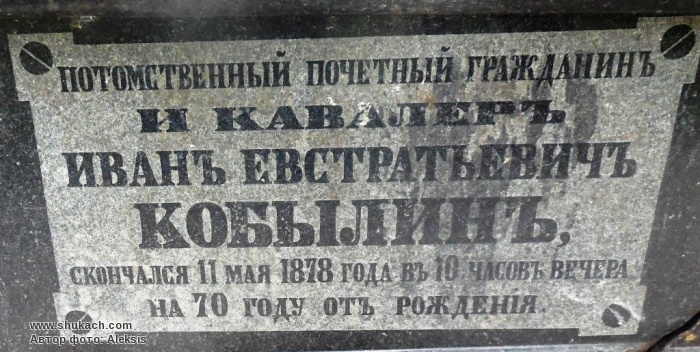 ПОТОМСТВЕННЫЙ ПОЧЕТНЫЙ ГРАЖДАНИНЪ
И КАВАЛЕРЪ
ИВАНЪ ЕВСТРАТЬЕВИЧЪ
КОБЫЛИНЪ,
СКОНЧАЛСЯ 11 МАЯ 1878 ГОДА ВЪ 10 ЧАСОВЪ ВЕЧЕРА
НА 70 ГОДУ ОТЪ РОЖДЕНІЯ.
www.shukach.com
Автор фото: Aleksis